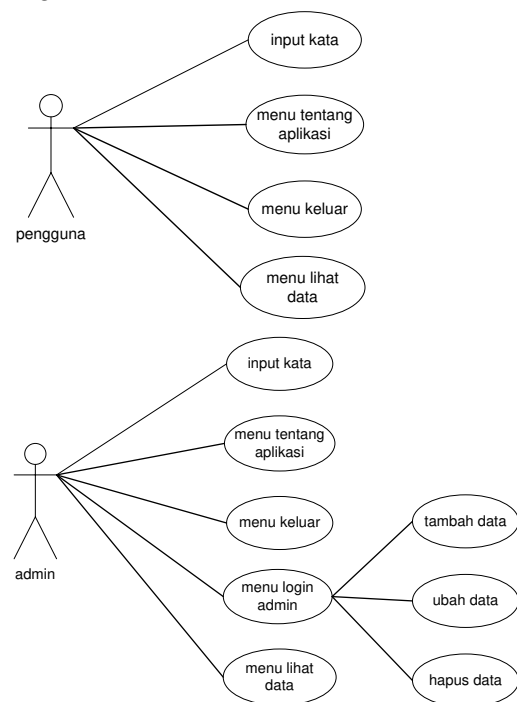 input kata
menu tentang
aplikasi
menu keluar
pengguna
menu lihat
data
input kata
menu tentang
aplikasi
menu keluar
tambah data
admin
menu login
admin
ubah data
menu lihat
data
hapus data